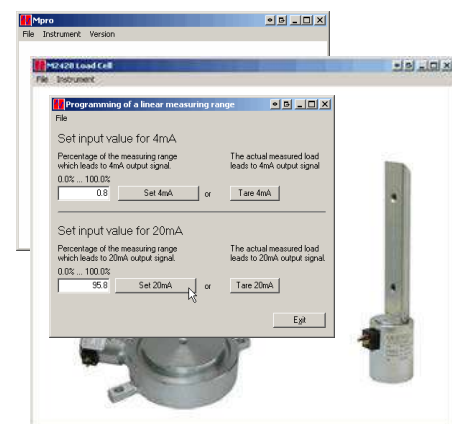 Mpro
File Instrument Version
M2420 Load Cell
File Instrument
Programming of a linear measuring range
File
Set input value for 4mA
Percentage of the measuring range
which leads to 4mA output signal.
The actual measured load
leads to 4mA output signal
0.0% ... 100.0%
0.8 Set 4mA or Tare 4mA
Set input value for 20mA
Percentage of the measuring range
which leads to 20mA output signal.
The actual measured load
leads to 20mA output signal.
0.0% ... 100.0%
95.8 Set 20mA or Tare 20mA
Exit